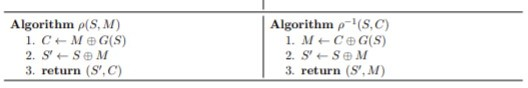 Algorithm ρ(S, M)
1. C ← M ⊕ G(S)
2. S′ ← S ⊕ M
3. return (S′, C)
Algorithm ρ⁻¹(S, C)
1. M ← C ⊕ G(S)
2. S′ ← S ⊕ M
3. return (S′, M)